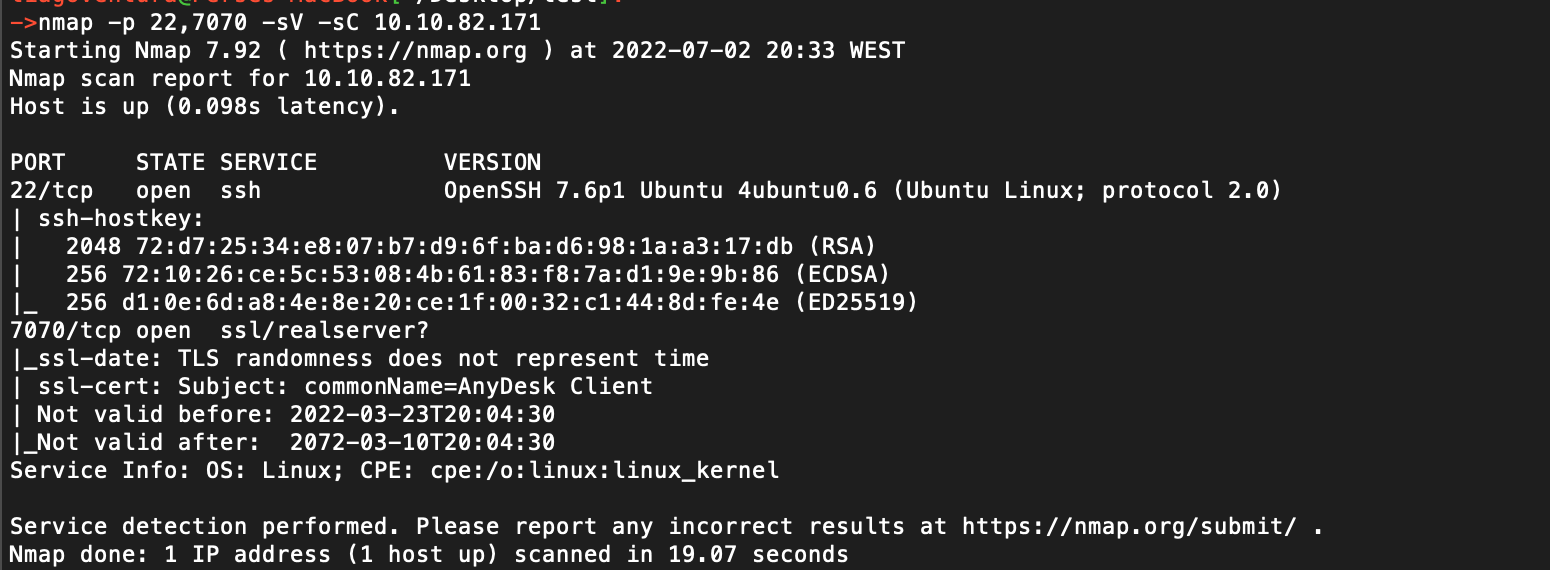 ->nmap -p 22,7070 -sV -sC 10.10.82.171
Starting Nmap 7.92 ( https://nmap.org ) at 2022-07-02 20:33 WEST
Nmap scan report for 10.10.82.171
Host is up (0.098s latency).
PORT     STATE SERVICE         VERSION
22/tcp   open  ssh             OpenSSH 7.6p1 Ubuntu 4ubuntu0.6 (Ubuntu Linux; protocol 2.0)
| ssh-hostkey:
|   2048 72:d7:25:34:e8:07:b7:d9:6f:ba:d6:98:1a:a3:17:db (RSA)
|   256 72:10:26:ce:5c:53:08:4b:61:83:f8:7a:d1:9e:9b:86 (ECDSA)
|_  256 d1:0e:6d:a8:4e:8e:20:ce:1f:00:32:c1:44:8d:fe:4e (ED25519)
7070/tcp open  ssl/realserver?
|_ssl-date: TLS randomness does not represent time
| ssl-cert: Subject: commonName=AnyDesk Client
| Not valid before: 2022-03-23T20:04:30
|_Not valid after:  2072-03-10T20:04:30
Service Info: OS: Linux; CPE: cpe:/o:linux:linux_kernel
Service detection performed. Please report any incorrect results at https://nmap.org/submit/ .
Nmap done: 1 IP address (1 host up) scanned in 19.07 seconds